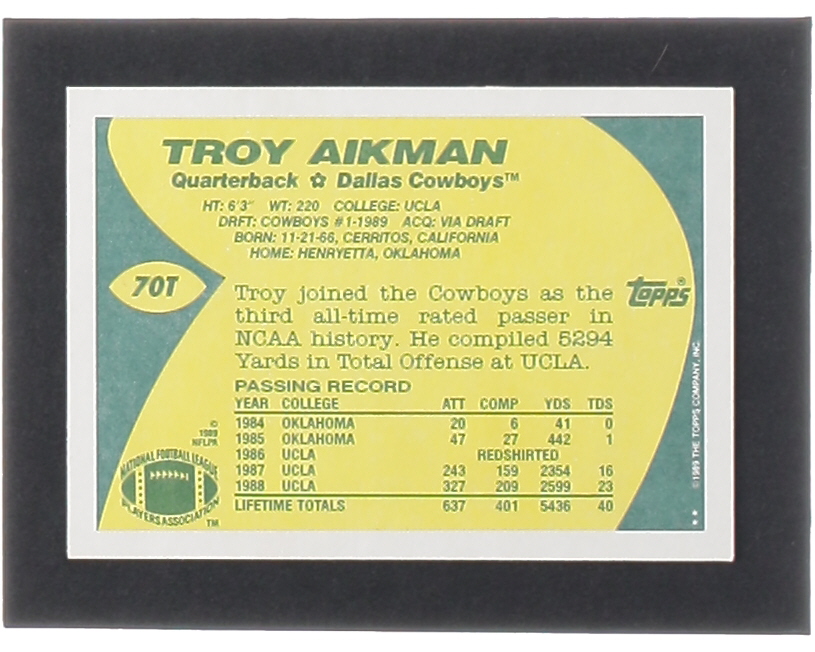 TROY AIKMAN
Quarterback ✿ Dallas Cowboys™
HT: 6'3" WT: 220 COLLEGE: UCLA
DRFT: COWBOYS #1-1989 ACQ: VIA DRAFT
BORN: 11-21-66, CERRITOS, CALIFORNIA
HOME: HENRYETTA, OKLAHOMA
70T
Troy joined the Cowboys as the
third all-time rated passer in
NCAA history. He compiled 5294
Yards in Total Offense at UCLA.
TOPPS®
PASSING RECORD
YEAR COLLEGE ATT COMP YDS TDS
1984 OKLAHOMA 20 6 41 0
1985 OKLAHOMA 47 27 442 1
1986 UCLA REDSHIRTED
1987 UCLA 243 159 2354 16
1988 UCLA 327 209 2599 23
LIFETIME TOTALS 637 401 5436 40
©
1989
NFLPA
NATIONAL FOOTBALL LEAGUE
PLAYERS ASSOCIATION
TM
© 1989 THE TOPPS COMPANY, INC.
**